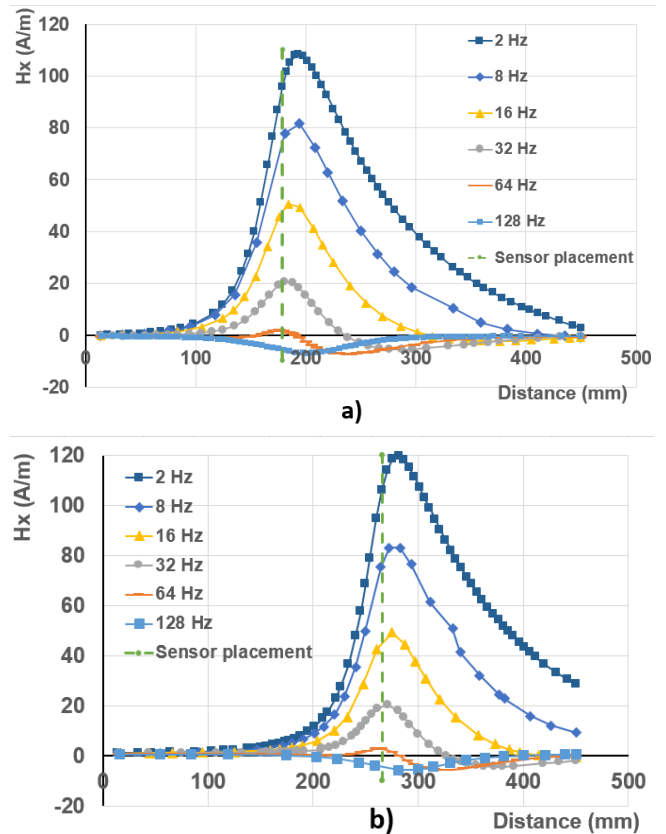 Hx (A/m)
120
100
80
60
40
20
0
-20
0
100
200
300
400
500
2 Hz
8 Hz
16 Hz
32 Hz
64 Hz
128 Hz
Sensor placement
Distance (mm)
a)
Hx (A/m)
120
100
80
60
40
20
0
-20
0
100
200
300
400
500
2 Hz
8 Hz
16 Hz
32 Hz
64 Hz
128 Hz
Sensor placement
Distance (mm)
b)